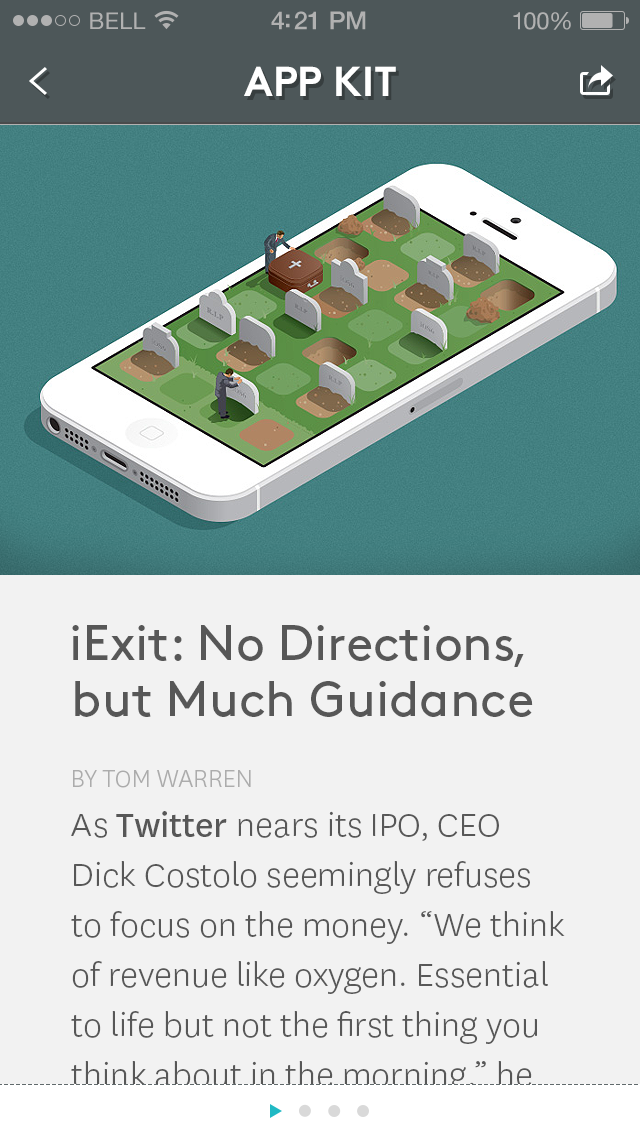 BELL 4:21 PM 100%
APP KIT
R.I.P
R.I.P
R.I.P
iExit: No Directions,
but Much Guidance
BY TOM WARREN
As Twitter nears its IPO, CEO
Dick Costolo seemingly refuses
to focus on the money. “We think
of revenue like oxygen. Essential
to life but not the first thing you
think about in the morning,” he